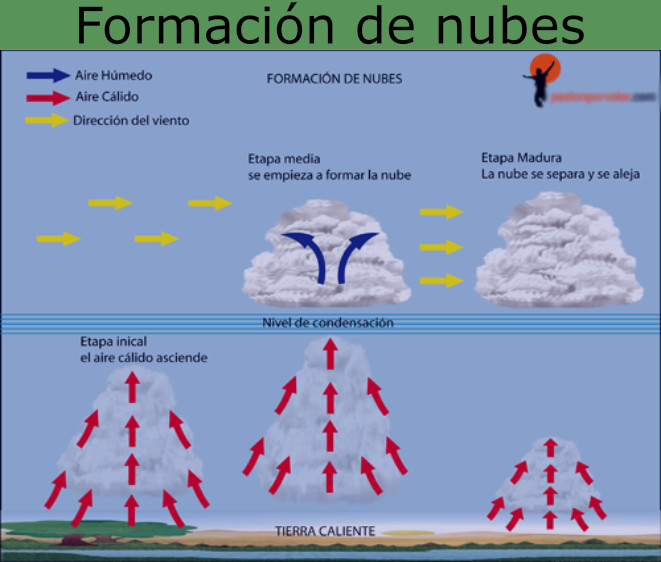 Formación de nubes
Aire Húmedo
Aire Cálido
Dirección del viento
FORMACIÓN DE NUBES
Etapa media
se empieza a formar la nube
Etapa Madura
La nube se separa y se aleja
Nivel de condensación
Etapa inical
el aire cálido asciende
TIERRA CALIENTE